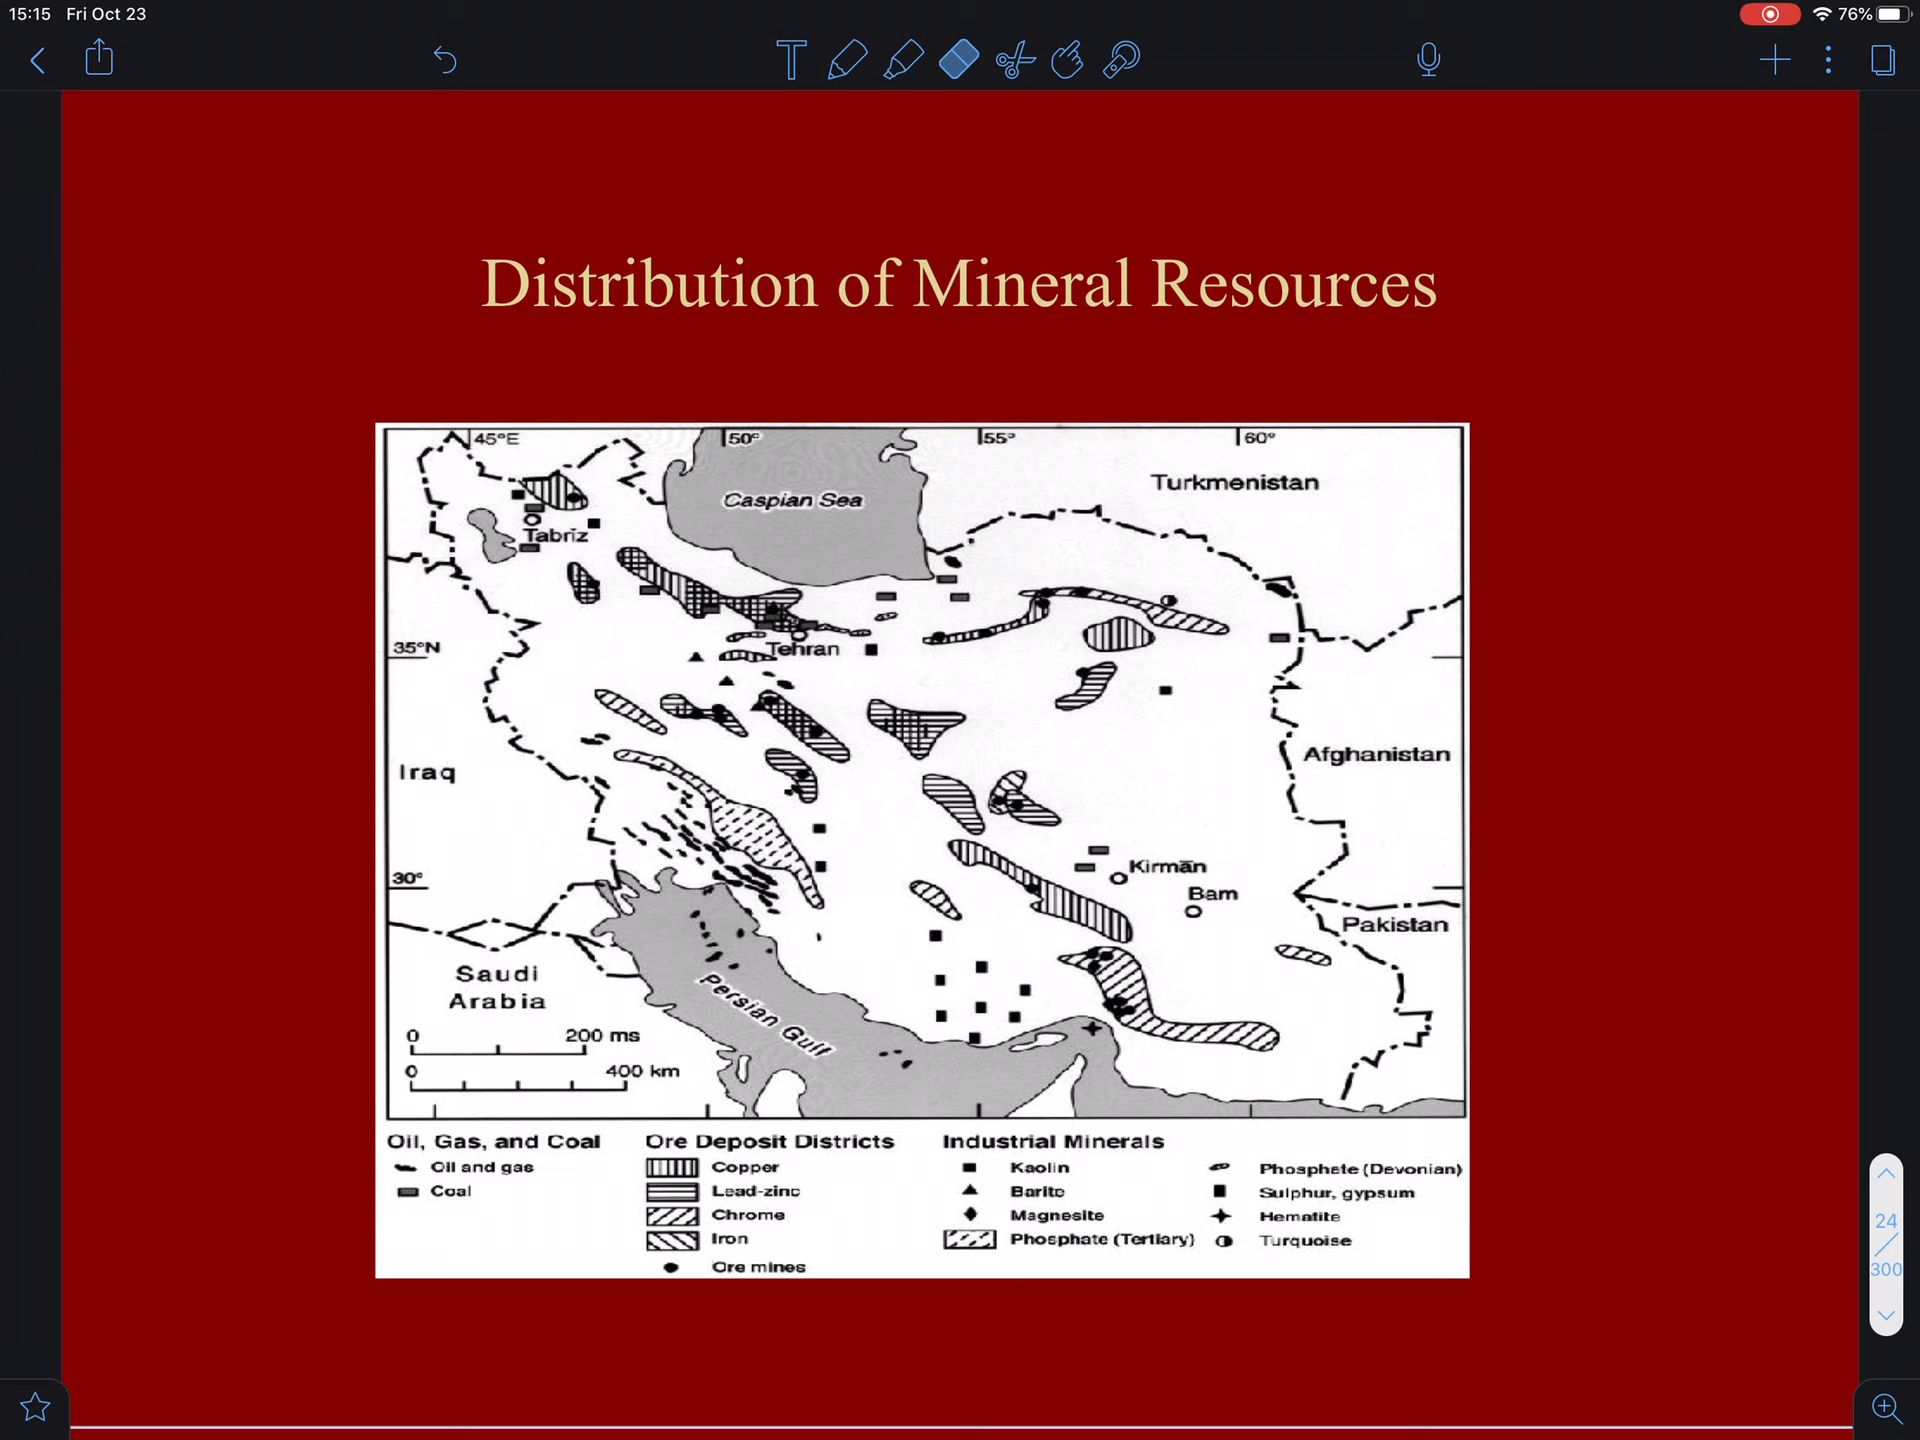 15:15 Fri Oct 23
76%
Distribution of Mineral Resources
45°E 50° 55° 60°
Turkmenistan
Caspian Sea
Tabriz
35°N
Tehran
Iraq
Afghanistan
30°
Kirmān
Bam
Pakistan
Saudi
Arabia
Persian Gulf
0 200 ms
0 400 km
Oil, Gas, and Coal
Oil and gas
Coal
Ore Deposit Districts
Copper
Lead-zinc
Chrome
Iron
Ore mines
Industrial Minerals
Kaolin
Barite
Magnesite
Phosphate (Tertiary)
Phosphate (Devonian)
Sulphur, gypsum
Hematite
Turquoise
24
300